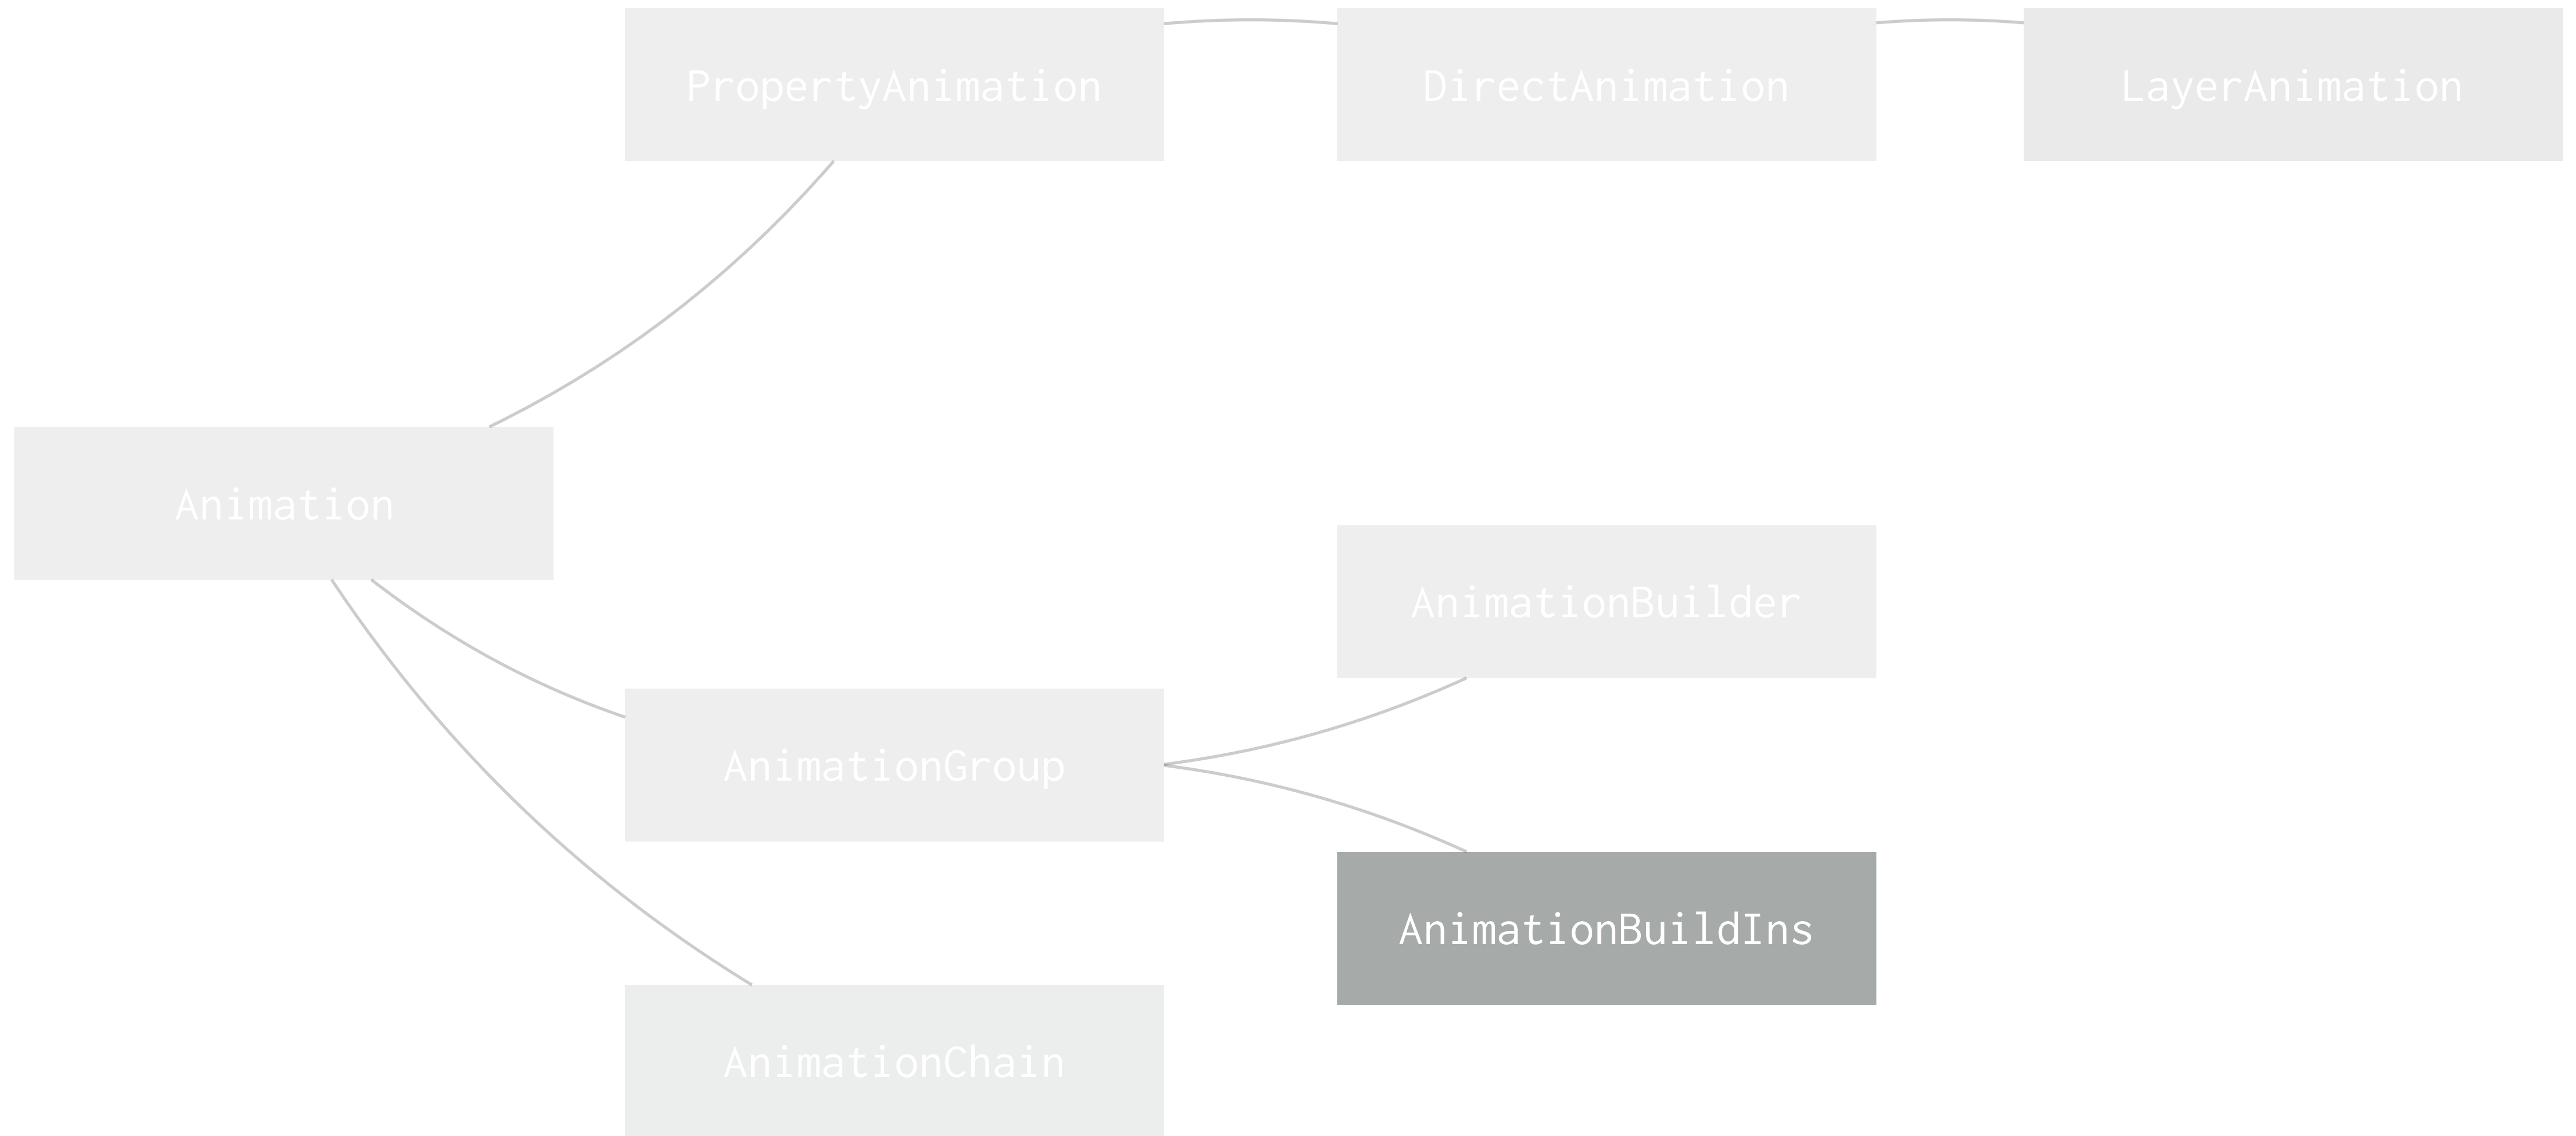 PropertyAnimation
DirectAnimation
LayerAnimation
Animation
AnimationBuilder
AnimationGroup
AnimationBuildIns
AnimationChain